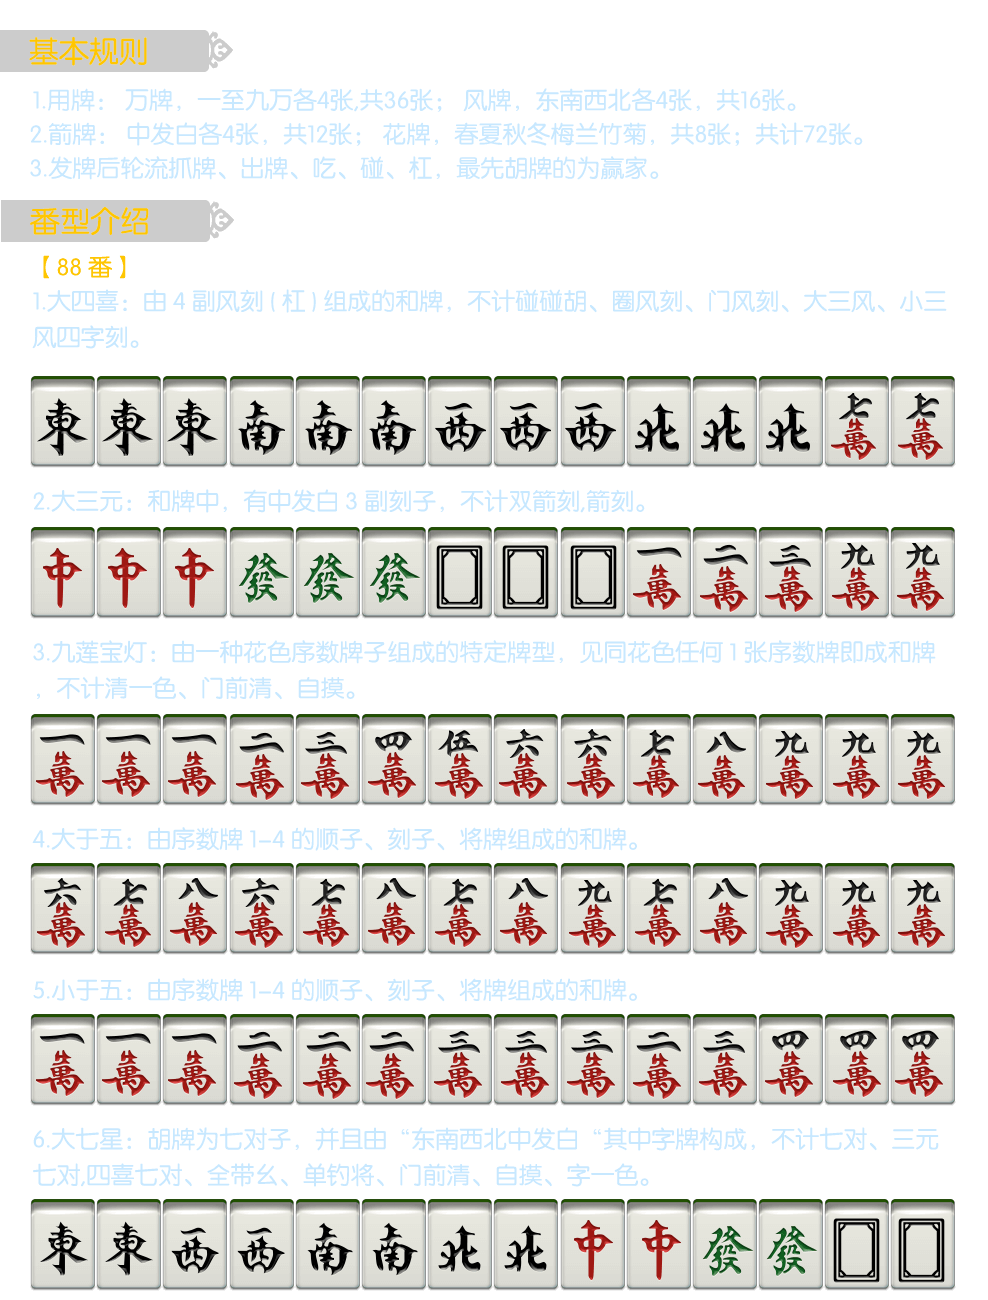 基本规则
1.用牌： 万牌，一至九万各4张,共36张； 风牌，东南西北各4张，共16张。
2.箭牌： 中发白各4张，共12张； 花牌，春夏秋冬梅兰竹菊，共8张；共计72张。
3.发牌后轮流抓牌、出牌、吃、碰、杠，最先胡牌的为赢家。
番型介绍
【 88 番 】
1.大四喜：由 4 副风刻 ( 杠 ) 组成的和牌，不计碰碰胡、圈风刻、门风刻、大三风、小三
风四字刻。
東 東 東 南 南 南 西 西 西 北 北 北 七萬 七萬
2.大三元：和牌中，有中发白 3 副刻子，不计双箭刻,箭刻。
中 中 中 發 發 發 一萬 二萬 三萬 九萬 九萬
3.九莲宝灯：由一种花色序数牌子组成的特定牌型，见同花色任何 1 张序数牌即成和牌
，不计清一色、门前清、自摸。
一萬 一萬 一萬 二萬 三萬 四萬 伍萬 六萬 六萬 七萬 八萬 九萬 九萬 九萬
4.大于五：由序数牌 1-4 的顺子、刻子、将牌组成的和牌。
六萬 七萬 八萬 六萬 七萬 八萬 七萬 八萬 九萬 七萬 八萬 九萬 九萬 九萬
5.小于五：由序数牌 1-4 的顺子、刻子、将牌组成的和牌。
一萬 一萬 一萬 二萬 二萬 二萬 三萬 三萬 三萬 二萬 三萬 四萬 四萬 四萬
6.大七星：胡牌为七对子，并且由“东南西北中发白“其中字牌构成，不计七对、三元
七对,四喜七对、全带幺、单钓将、门前清、自摸、字一色。
東 東 西 西 南 南 北 北 中 中 發 發